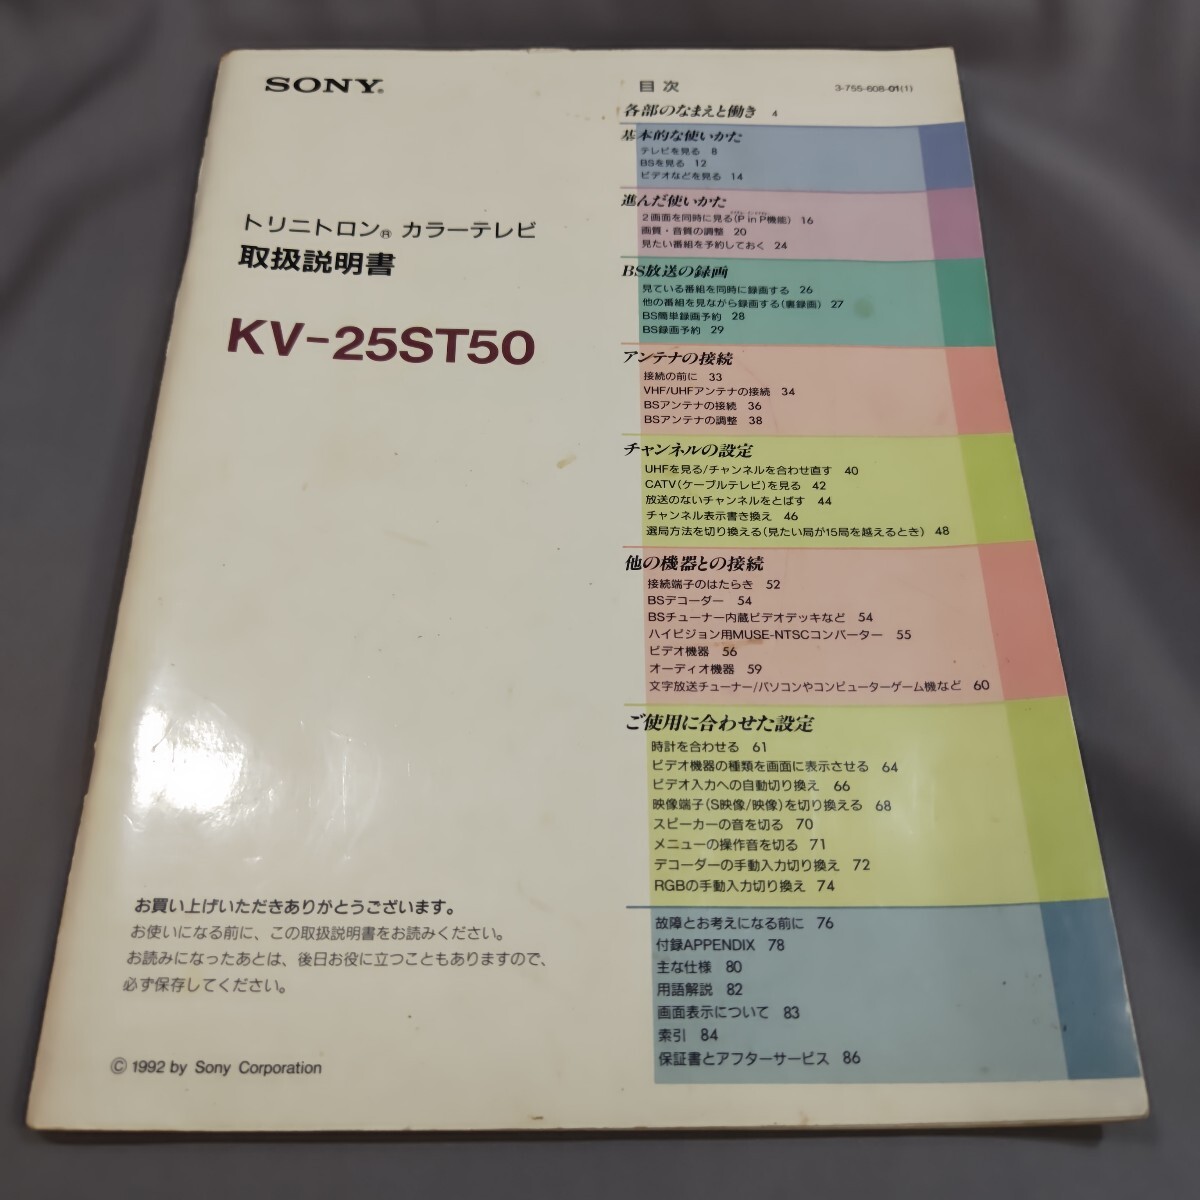 SONY®
トリニトロン® カラーテレビ
取扱説明書
KV-25ST50
お買い上げいただきありがとうございます。
お使いになる前に、この取扱説明書をお読みください。
お読みになったあとは、後日お役に立つこともありますので、
必ず保存してください。
© 1992 by Sony Corporation
目次
3-755-608-01(1)
各部のなまえと働き 4
基本的な使いかた
テレビを見る 8
BSを見る 12
ビデオなどを見る 14
進んだ使いかた
2画面を同時に見る(P in P機能) 16
画質・音質の調整 20
見たい番組を予約しておく 24
BS放送の録画
見ている番組を同時に録画する 26
他の番組を見ながら録画する(裏録画) 27
BS簡単録画予約 28
BS録画予約 29
アンテナの接続
接続の前に 33
VHF/UHFアンテナの接続 34
BSアンテナの接続 36
BSアンテナの調整 38
チャンネルの設定
UHFを見る/チャンネルを合わせ直す 40
CATV(ケーブルテレビ)を見る 42
放送のないチャンネルをとばす 44
チャンネル表示書き換え 46
選局方法を切り換える(見たい局が15局を越えるとき) 48
他の機器との接続
接続端子のはたらき 52
BSデコーダー 54
BSチューナー内蔵ビデオデッキなど 54
ハイビジョン用MUSE-NTSCコンバーター 55
ビデオ機器 56
オーディオ機器 59
文字放送チューナー/パソコンやコンピューターゲーム機など 60
ご使用に合わせた設定
時計を合わせる 61
ビデオ機器の種類を画面に表示させる 64
ビデオ入力への自動切り換え 66
映像端子(S映像/映像)を切り換える 68
スピーカーの音を切る 70
メニューの操作音を切る 71
デコーダーの手動入力切り換え 72
RGBの手動入力切り換え 74
故障とお考えになる前に 76
付録APPENDIX 78
主な仕様 80
用語解説 82
画面表示について 83
索引 84
保証書とアフターサービス 86